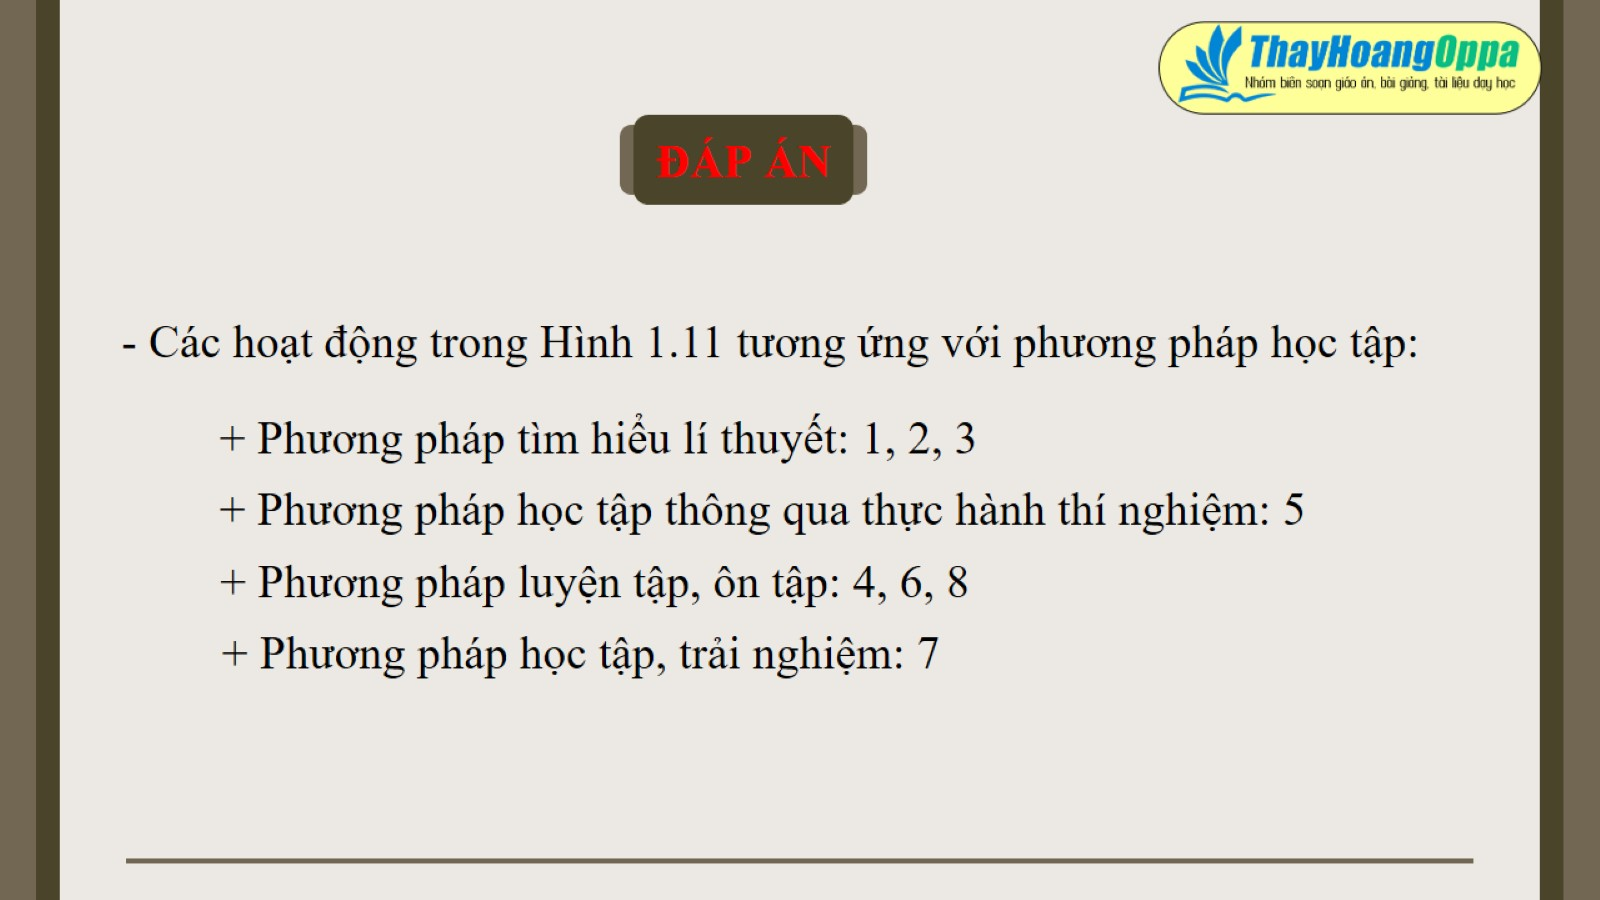 ThayHoangOppa
Nhóm biên soạn giáo án, bài giảng, tài liệu dạy học
ĐÁP ÁN
- Các hoạt động trong Hình 1.11 tương ứng với phương pháp học tập:
+ Phương pháp tìm hiểu lí thuyết: 1, 2, 3
+ Phương pháp học tập thông qua thực hành thí nghiệm: 5
+ Phương pháp luyện tập, ôn tập: 4, 6, 8
+ Phương pháp học tập, trải nghiệm: 7